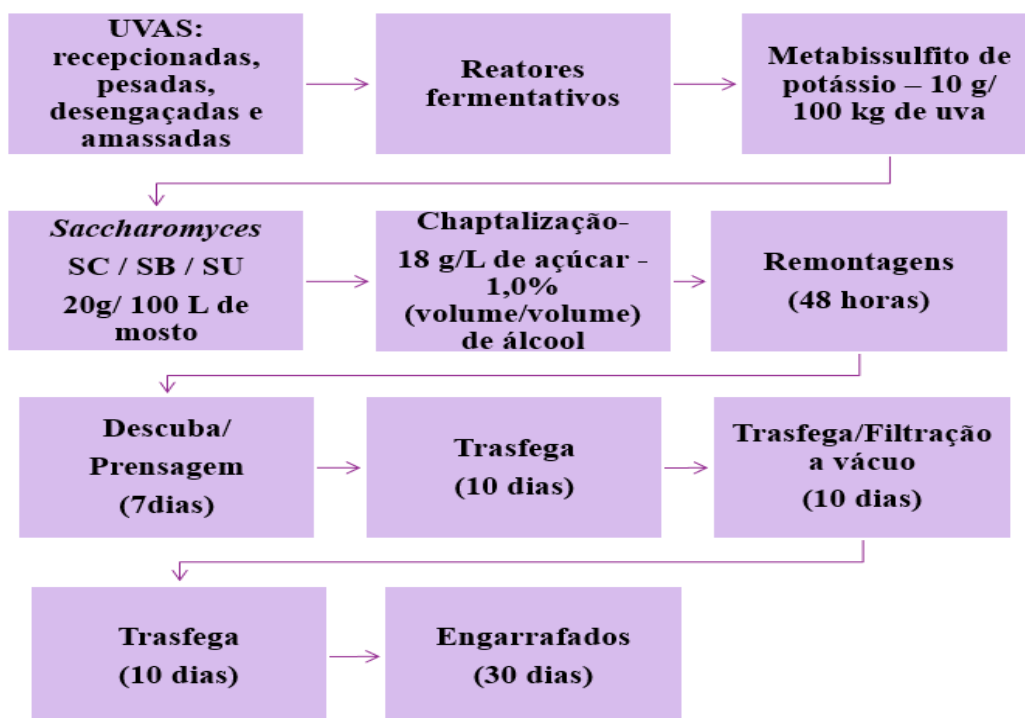 UVAS:
recepcionadas,
pesadas,
desengaçadas e
amassadas
Reatores
fermentativos
Metabissulfito de
potássio – 10 g/
100 kg de uva
Saccharomyces
SC / SB / SU
20g/ 100 L de
mosto
Chaptalização-
18 g/L de açúcar -
1,0%
(volume/volume)
de álcool
Remontagens
(48 horas)
Descuba/
Prensagem
(7dias)
Trasfega
(10 dias)
Trasfega/Filtração
a vácuo
(10 dias)
Trasfega
(10 dias)
Engarrafados
(30 dias)